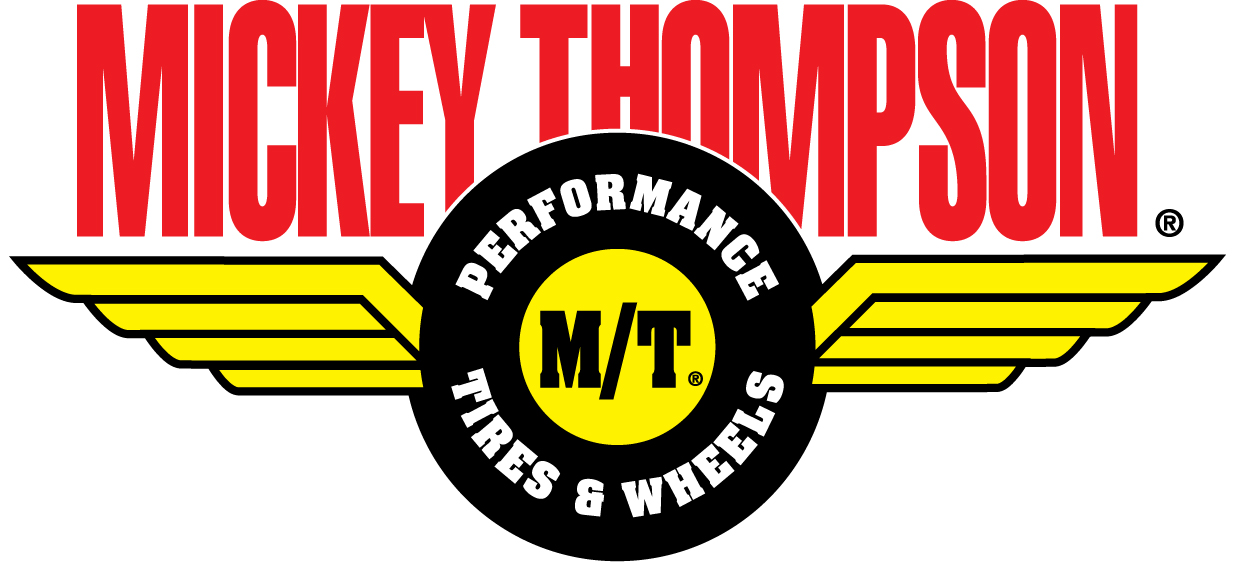 MICKEY THOMPSON ®
PERFORMANCE
M/T ®
TIRES & WHEELS